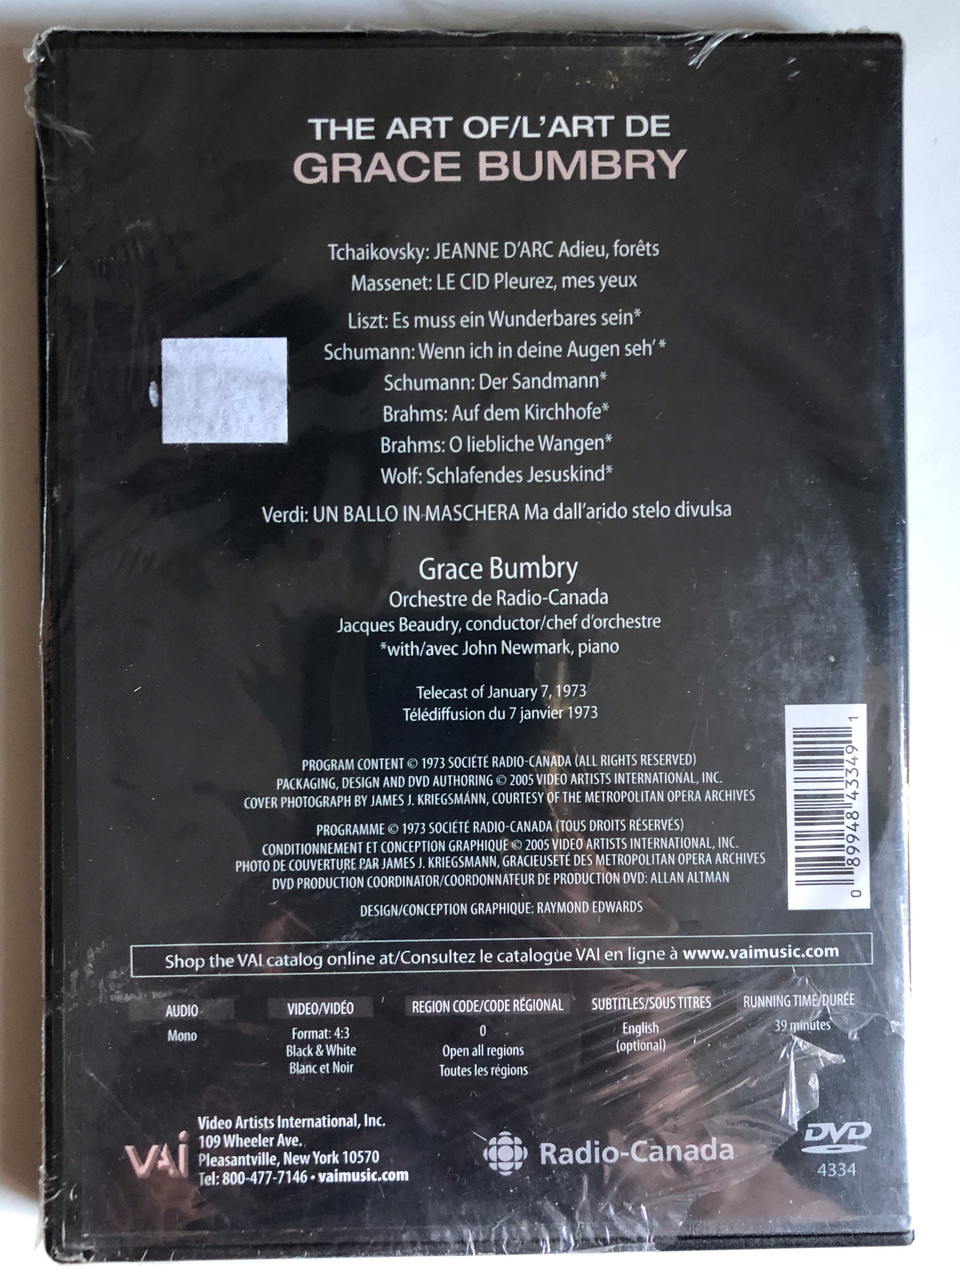 THE ART OF/L'ART DE
GRACE BUMBRY
Tchaikovsky: JEANNE D'ARC Adieu, forêts
Massenet: LE CID Pleurez, mes yeux
Liszt: Es muss ein Wunderbares sein*
Schumann: Wenn ich in deine Augen seh'*
Schumann: Der Sandmann*
Brahms: Auf dem Kirchhofe*
Brahms: O liebliche Wangen*
Wolf: Schlafendes Jesuskind*
Verdi: UN BALLO IN MASCHERA Ma dall'arido stelo divulsa
Grace Bumbry
Orchestre de Radio-Canada
Jacques Beaudry, conductor/chef d'orchestre
*with/avec John Newmark, piano
Telecast of January 7, 1973
Télédiffusion du 7 janvier 1973
PROGRAM CONTENT © 1973 SOCIÉTÉ RADIO-CANADA (ALL RIGHTS RESERVED)
PACKAGING, DESIGN AND DVD AUTHORING © 2005 VIDEO ARTISTS INTERNATIONAL, INC.
COVER PHOTOGRAPH BY JAMES J. KRIEGSMANN, COURTESY OF THE METROPOLITAN OPERA ARCHIVES
PROGRAMME © 1973 SOCIÉTÉ RADIO-CANADA (TOUS DROITS RÉSERVÉS)
CONDITIONNEMENT ET CONCEPTION GRAPHIQUE © 2005 VIDEO ARTISTS INTERNATIONAL, INC.
PHOTO DE COUVERTURE PAR JAMES J. KRIEGSMANN, GRACIEUSETÉ DES METROPOLITAN OPERA ARCHIVES
DVD PRODUCTION COORDINATOR/COORDONNATEUR DE PRODUCTION DVD: ALLAN ALTMAN
DESIGN/CONCEPTION GRAPHIQUE: RAYMOND EDWARDS
0 89948 43349 1
Shop the VAI catalog online at/Consultez le catalogue VAI en ligne à www.vaimusic.com
AUDIO
Mono
VIDEO/VIDÉO
Format: 4:3
Black & White
Blanc et Noir
REGION CODE/CODE RÉGIONAL
0
Open all regions
Toutes les régions
SUBTITLES/SOUS TITRES
English
(optional)
RUNNING TIME/DURÉE
39 minutes
VAI
Video Artists International, Inc.
109 Wheeler Ave.
Pleasantville, New York 10570
Tel: 800-477-7146 • vaimusic.com
Radio-Canada
DVD
4334